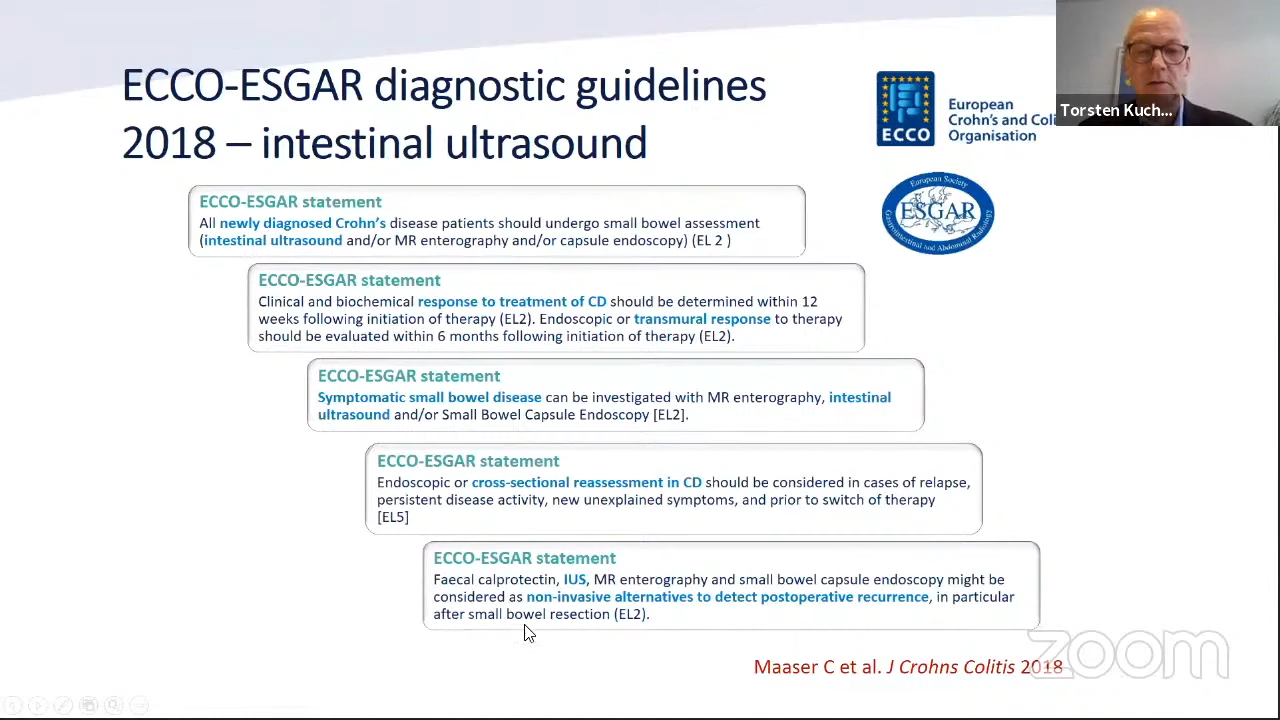 ECCO-ESGAR diagnostic guidelines
2018 – intestinal ultrasound
ECCO
European
Crohn's and Coli
Organisation
Torsten Kuch...
European Society
ESGAR
Gastrointestinal and Abdominal Radiology
ECCO-ESGAR statement
All newly diagnosed Crohn's disease patients should undergo small bowel assessment
(intestinal ultrasound and/or MR enterography and/or capsule endoscopy) (EL 2 )
ECCO-ESGAR statement
Clinical and biochemical response to treatment of CD should be determined within 12
weeks following initiation of therapy (EL2). Endoscopic or transmural response to therapy
should be evaluated within 6 months following initiation of therapy (EL2).
ECCO-ESGAR statement
Symptomatic small bowel disease can be investigated with MR enterography, intestinal
ultrasound and/or Small Bowel Capsule Endoscopy [EL2].
ECCO-ESGAR statement
Endoscopic or cross-sectional reassessment in CD should be considered in cases of relapse,
persistent disease activity, new unexplained symptoms, and prior to switch of therapy
[EL5]
ECCO-ESGAR statement
Faecal calprotectin, IUS, MR enterography and small bowel capsule endoscopy might be
considered as non-invasive alternatives to detect postoperative recurrence, in particular
after small bowel resection (EL2).
Maaser C et al. J Crohns Colitis 2018
zoom